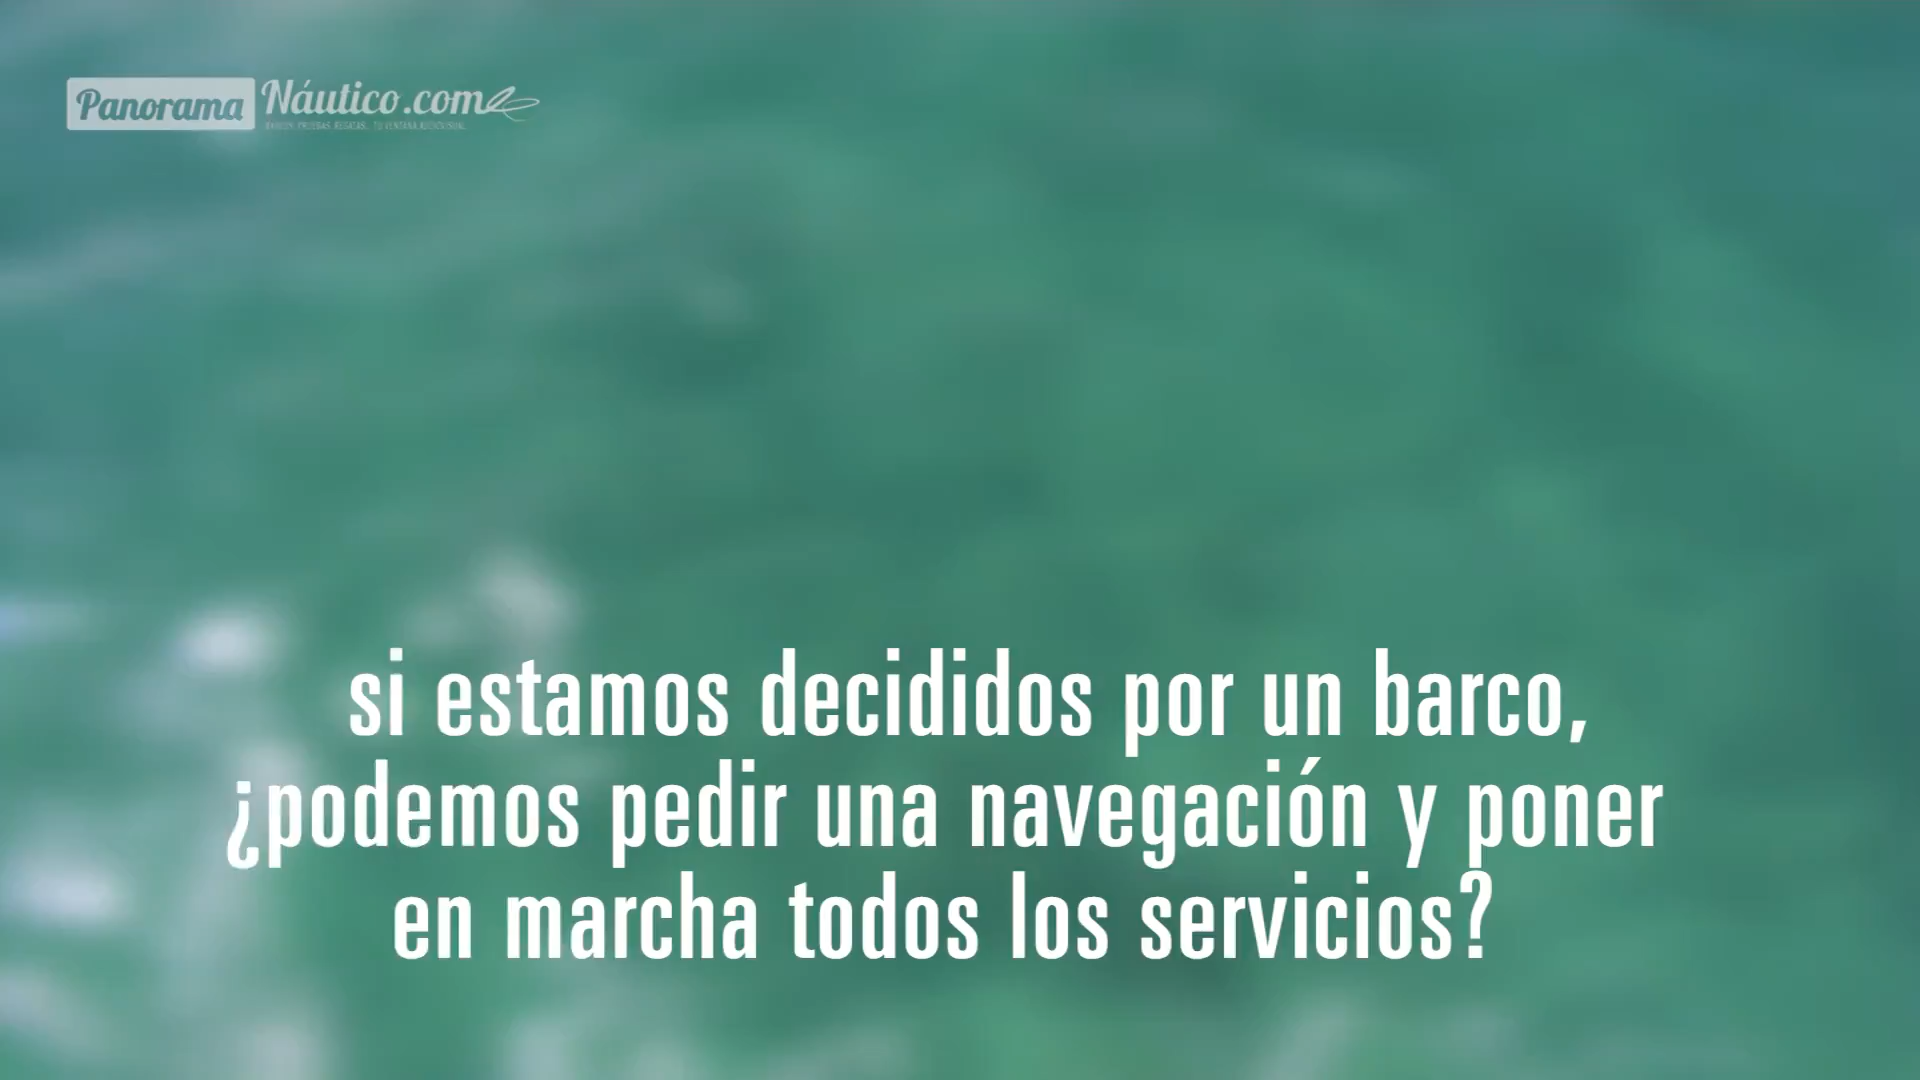 Panorama Náutico.com
si estamos decididos por un barco,
¿podemos pedir una navegación y poner
en marcha todos los servicios?